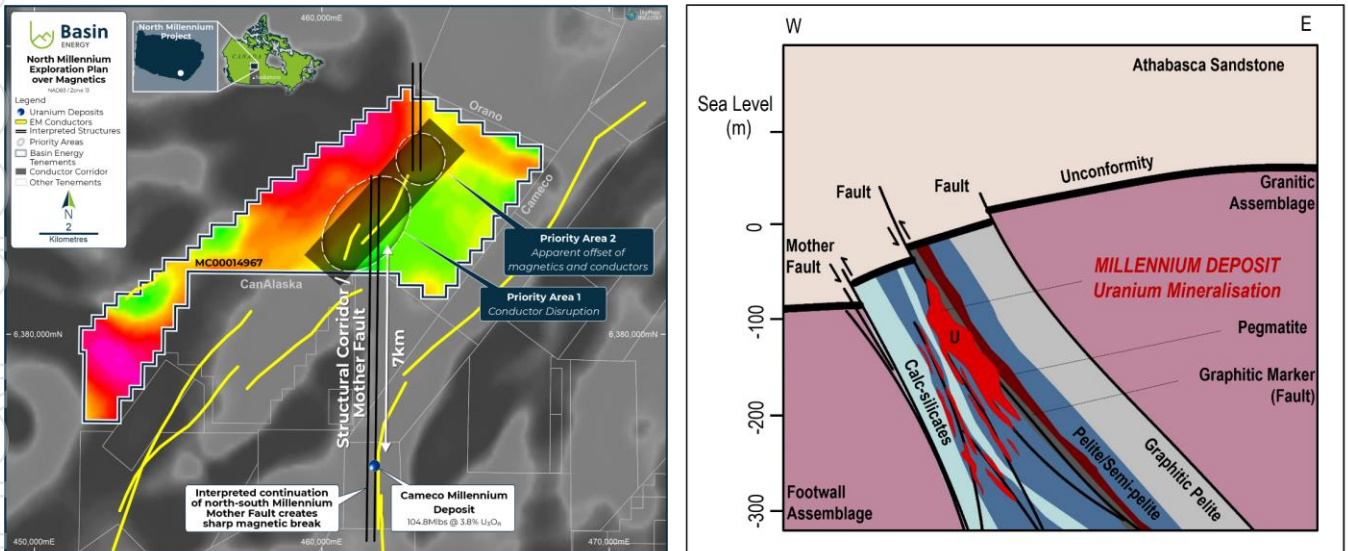 Basin
ENERGY
North Millennium
Exploration Plan
over Magnetics
NAD83 / Zone 13
Legend
Uranium Deposits
EM Conductors
Interpreted Structures
Priority Areas
Basin Energy
Tenements
Conductor Corridor
Other Tenements
N
2
Kilometres
North Millennium
Project
CANADA
460,000mE
Orano
Cameco
MC00014967
CanAlaska
Priority Area 2
Apparent offset of
magnetics and conductors
Priority Area 1
Conductor Disruption
6,380,000mN
6,380,000mN
Structural Corridor /
Mother Fault
7km
Interpreted continuation
of north-south Millennium
Mother Fault creates
sharp magnetic break
Cameco Millennium
Deposit
104.8Mlbs @ 3.8% U₃O₈
450,000mE
460,000mE
470,000mE
W
E
Athabasca Sandstone
Sea Level
(m)
Unconformity
Granitic
Assemblage
Fault
Fault
Mother
Fault
0
-100
-200
-300
MILLENNIUM DEPOSIT
Uranium Mineralisation
U
Pegmatite
Graphitic Marker
(Fault)
Calc-silicates
Pelite/Semi-pelite
Graphitic Pelite
Footwall
Assemblage